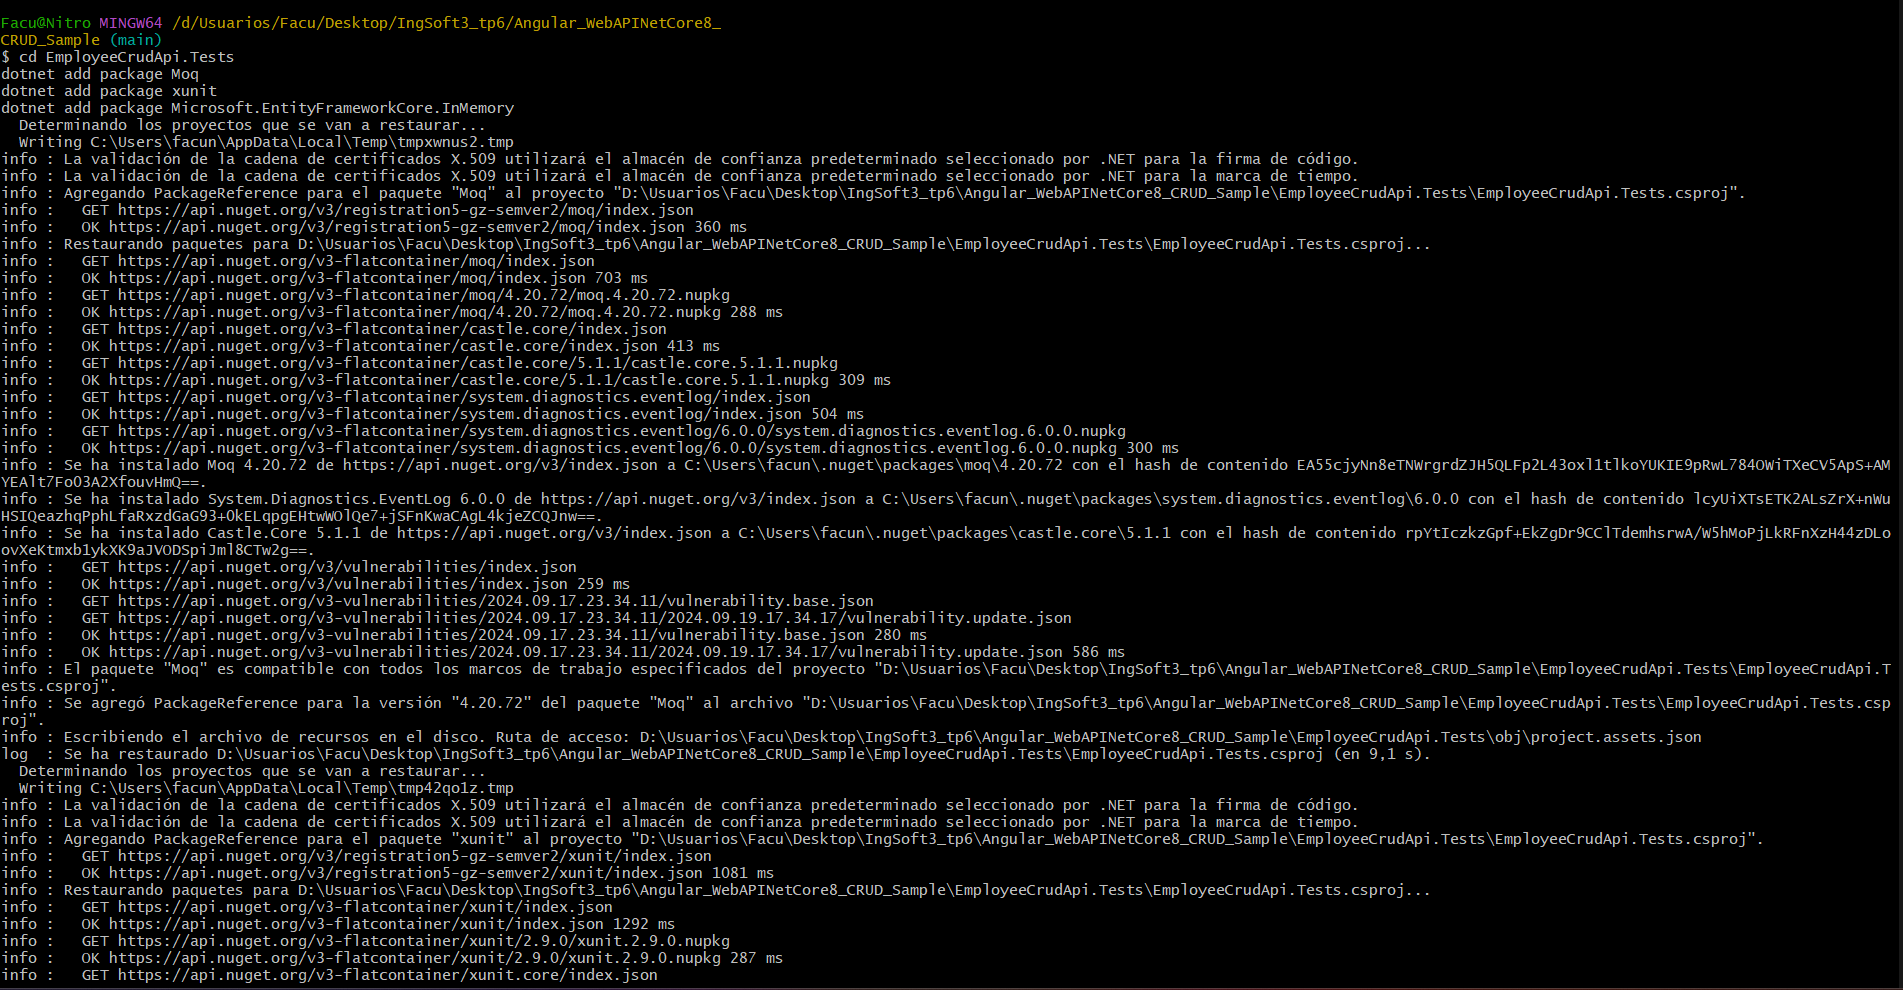 Facu@Nitro MINGW64 /d/Usuarios/Facu/Desktop/IngSoft3_tp6/Angular_WebAPINetCore8_
CRUD_Sample (main)
$ cd EmployeeCrudApi.Tests
dotnet add package Moq
dotnet add package xunit
dotnet add package Microsoft.EntityFrameworkCore.InMemory
  Determinando los proyectos que se van a restaurar...
  Writing C:\Users\facun\AppData\Local\Temp\tmpxwnus2.tmp
info : La validación de la cadena de certificados X.509 utilizará el almacén de confianza predeterminado seleccionado por .NET para la firma de código.
info : La validación de la cadena de certificados X.509 utilizará el almacén de confianza predeterminado seleccionado por .NET para la marca de tiempo.
info : Agregando PackageReference para el paquete "Moq" al proyecto "D:\Usuarios\Facu\Desktop\IngSoft3_tp6\Angular_WebAPINetCore8_CRUD_Sample\EmployeeCrudApi.Tests\EmployeeCrudApi.Tests.csproj".
info :   GET https://api.nuget.org/v3/registration5-gz-semver2/moq/index.json
info :   OK https://api.nuget.org/v3/registration5-gz-semver2/moq/index.json 360 ms
info : Restaurando paquetes para D:\Usuarios\Facu\Desktop\IngSoft3_tp6\Angular_WebAPINetCore8_CRUD_Sample\EmployeeCrudApi.Tests\EmployeeCrudApi.Tests.csproj...
info :   GET https://api.nuget.org/v3-flatcontainer/moq/index.json
info :   OK https://api.nuget.org/v3-flatcontainer/moq/index.json 703 ms
info :   GET https://api.nuget.org/v3-flatcontainer/moq/4.20.72/moq.4.20.72.nupkg
info :   OK https://api.nuget.org/v3-flatcontainer/moq/4.20.72/moq.4.20.72.nupkg 288 ms
info :   GET https://api.nuget.org/v3-flatcontainer/castle.core/index.json
info :   OK https://api.nuget.org/v3-flatcontainer/castle.core/index.json 413 ms
info :   GET https://api.nuget.org/v3-flatcontainer/castle.core/5.1.1/castle.core.5.1.1.nupkg
info :   OK https://api.nuget.org/v3-flatcontainer/castle.core/5.1.1/castle.core.5.1.1.nupkg 309 ms
info :   GET https://api.nuget.org/v3-flatcontainer/system.diagnostics.eventlog/index.json
info :   OK https://api.nuget.org/v3-flatcontainer/system.diagnostics.eventlog/index.json 504 ms
info :   GET https://api.nuget.org/v3-flatcontainer/system.diagnostics.eventlog/6.0.0/system.diagnostics.eventlog.6.0.0.nupkg
info :   OK https://api.nuget.org/v3-flatcontainer/system.diagnostics.eventlog/6.0.0/system.diagnostics.eventlog.6.0.0.nupkg 300 ms
info : Se ha instalado Moq 4.20.72 de https://api.nuget.org/v3/index.json a C:\Users\facun\.nuget\packages\moq\4.20.72 con el hash de contenido EA55cjyNn8eTNWrgrdZJH5QLFp2L43oxl1tlkoYUKIE9pRwL784OWiTXeCV5ApS+AM
YEAlt7Fo03A2XfouvHmQ==.
info : Se ha instalado System.Diagnostics.EventLog 6.0.0 de https://api.nuget.org/v3/index.json a C:\Users\facun\.nuget\packages\system.diagnostics.eventlog\6.0.0 con el hash de contenido lcyUiXTsETK2ALsZrX+nWu
HSIQeazhqPphLfaRxzdGaG93+0kELqpgEHtwWOlQe7+jSFnKwaCAgL4kjeZCQJnw==.
info : Se ha instalado Castle.Core 5.1.1 de https://api.nuget.org/v3/index.json a C:\Users\facun\.nuget\packages\castle.core\5.1.1 con el hash de contenido rpYtIczkzGpf+EkZgDr9CClTdemhsrwA/W5hMoPjLkRFnXzH44zDLo
ovXeKtmxb1ykXK9aJVODSpiJml8CTw2g==.
info :   GET https://api.nuget.org/v3/vulnerabilities/index.json
info :   OK https://api.nuget.org/v3/vulnerabilities/index.json 259 ms
info :   GET https://api.nuget.org/v3-vulnerabilities/2024.09.17.23.34.11/vulnerability.base.json
info :   GET https://api.nuget.org/v3-vulnerabilities/2024.09.17.23.34.11/2024.09.19.17.34.17/vulnerability.update.json
info :   OK https://api.nuget.org/v3-vulnerabilities/2024.09.17.23.34.11/vulnerability.base.json 280 ms
info :   OK https://api.nuget.org/v3-vulnerabilities/2024.09.17.23.34.11/2024.09.19.17.34.17/vulnerability.update.json 586 ms
info : El paquete "Moq" es compatible con todos los marcos de trabajo especificados del proyecto "D:\Usuarios\Facu\Desktop\IngSoft3_tp6\Angular_WebAPINetCore8_CRUD_Sample\EmployeeCrudApi.Tests\EmployeeCrudApi.T
ests.csproj".
info : Se agregó PackageReference para la versión "4.20.72" del paquete "Moq" al archivo "D:\Usuarios\Facu\Desktop\IngSoft3_tp6\Angular_WebAPINetCore8_CRUD_Sample\EmployeeCrudApi.Tests\EmployeeCrudApi.Tests.csp
roj".
info : Escribiendo el archivo de recursos en el disco. Ruta de acceso: D:\Usuarios\Facu\Desktop\IngSoft3_tp6\Angular_WebAPINetCore8_CRUD_Sample\EmployeeCrudApi.Tests\obj\project.assets.json
log  : Se ha restaurado D:\Usuarios\Facu\Desktop\IngSoft3_tp6\Angular_WebAPINetCore8_CRUD_Sample\EmployeeCrudApi.Tests\EmployeeCrudApi.Tests.csproj (en 9,1 s).
  Determinando los proyectos que se van a restaurar...
  Writing C:\Users\facun\AppData\Local\Temp\tmp42qo1z.tmp
info : La validación de la cadena de certificados X.509 utilizará el almacén de confianza predeterminado seleccionado por .NET para la firma de código.
info : La validación de la cadena de certificados X.509 utilizará el almacén de confianza predeterminado seleccionado por .NET para la marca de tiempo.
info : Agregando PackageReference para el paquete "xunit" al proyecto "D:\Usuarios\Facu\Desktop\IngSoft3_tp6\Angular_WebAPINetCore8_CRUD_Sample\EmployeeCrudApi.Tests\EmployeeCrudApi.Tests.csproj".
info :   GET https://api.nuget.org/v3/registration5-gz-semver2/xunit/index.json
info :   OK https://api.nuget.org/v3/registration5-gz-semver2/xunit/index.json 1081 ms
info : Restaurando paquetes para D:\Usuarios\Facu\Desktop\IngSoft3_tp6\Angular_WebAPINetCore8_CRUD_Sample\EmployeeCrudApi.Tests\EmployeeCrudApi.Tests.csproj...
info :   GET https://api.nuget.org/v3-flatcontainer/xunit/index.json
info :   OK https://api.nuget.org/v3-flatcontainer/xunit/index.json 1292 ms
info :   GET https://api.nuget.org/v3-flatcontainer/xunit/2.9.0/xunit.2.9.0.nupkg
info :   OK https://api.nuget.org/v3-flatcontainer/xunit/2.9.0/xunit.2.9.0.nupkg 287 ms
info :   GET https://api.nuget.org/v3-flatcontainer/xunit.core/index.json